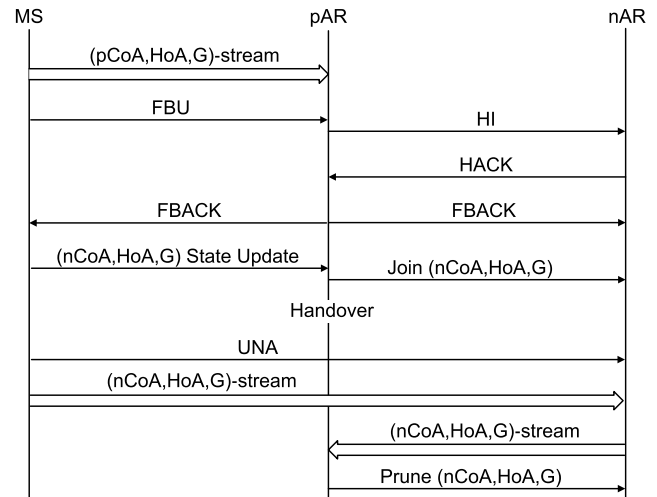 MS pAR nAR
(pCoA,HoA,G)-stream
FBU
HI
HACK
FBACK FBACK
(nCoA,HoA,G) State Update
Join (nCoA,HoA,G)
Handover
UNA
(nCoA,HoA,G)-stream
(nCoA,HoA,G)-stream
Prune (nCoA,HoA,G)